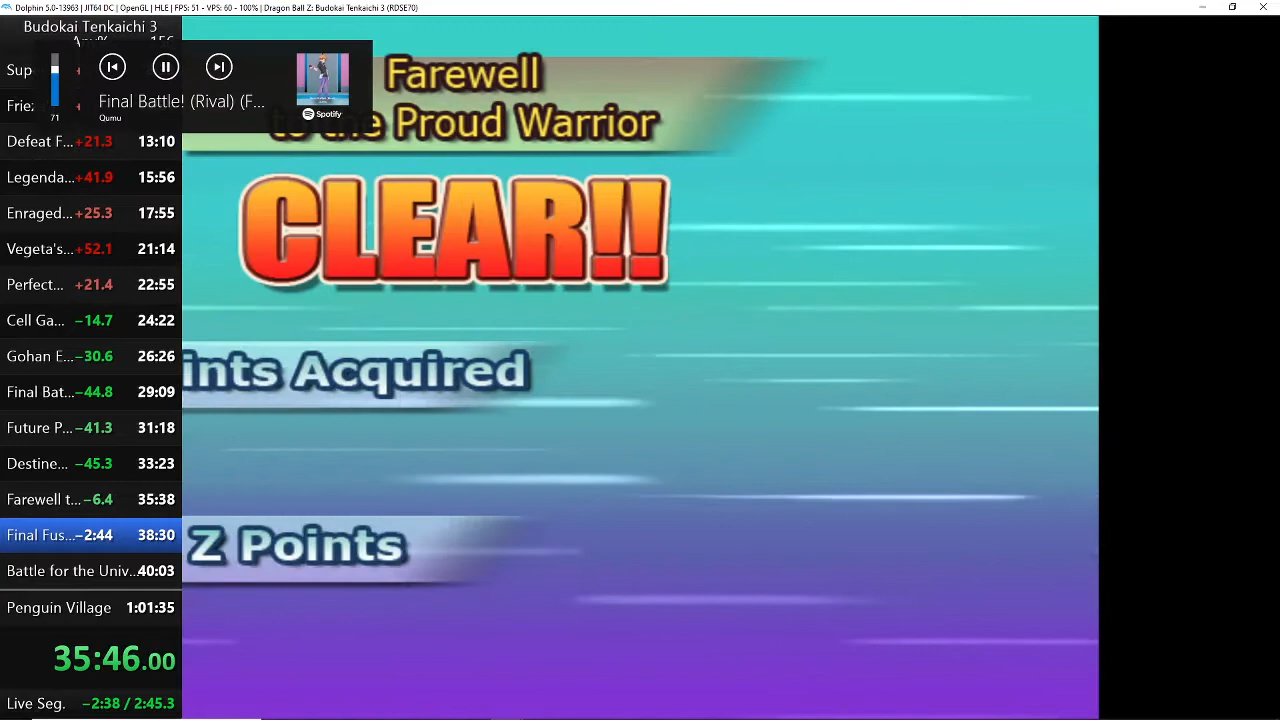 Dolphin 5.0-13963 | JIT64 DC | OpenGL | HLE | FPS: 51 - VPS: 60 - 100% | Dragon Ball Z: Budokai Tenkaichi 3 (RDSE70)
Budokai Tenkaichi 3
Any% 156
Sup
Friez
71
Final Battle! (Rival) (F...
Qumu
Spotify
Farewell
to the Proud Warrior
CLEAR!!
ints Acquired
Z Points
Defeat F... +21.3 13:10
Legenda... +41.9 15:56
Enraged... +25.3 17:55
Vegeta's... +52.1 21:14
Perfect... +21.4 22:55
Cell Ga... −14.7 24:22
Gohan E... −30.6 26:26
Final Bat... −44.8 29:09
Future P... −41.3 31:18
Destine... −45.3 33:23
Farewell t... −6.4 35:38
Final Fus... −2:44 38:30
Battle for the Univ... 40:03
Penguin Village 1:01:35
35:46.00
Live Seg. −2:38 / 2:45.3